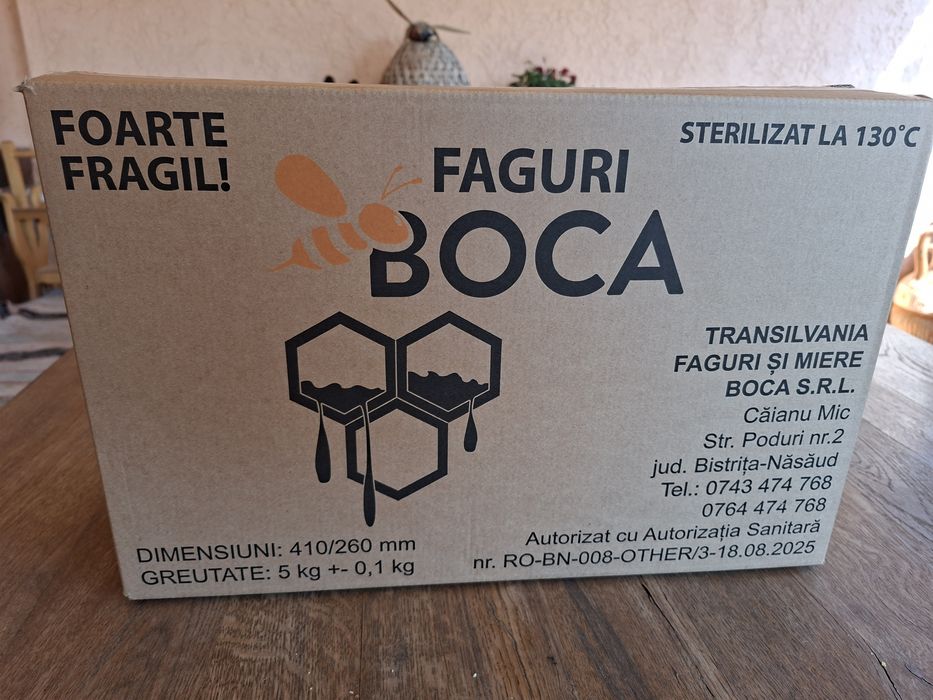 FOARTE
FRAGIL!
STERILIZAT LA 130°C
FAGURI
BOCA
TRANSILVANIA
FAGURI ȘI MIERE
BOCA S.R.L.
Căianu Mic
Str. Poduri nr.2
jud. Bistrița-Năsăud
Tel.: 0743 474 768
0764 474 768
Autorizat cu Autorizația Sanitară
nr. RO-BN-008-OTHER/3-18.08.2025
DIMENSIUNI: 410/260 mm
GREUTATE: 5 kg +- 0,1 kg